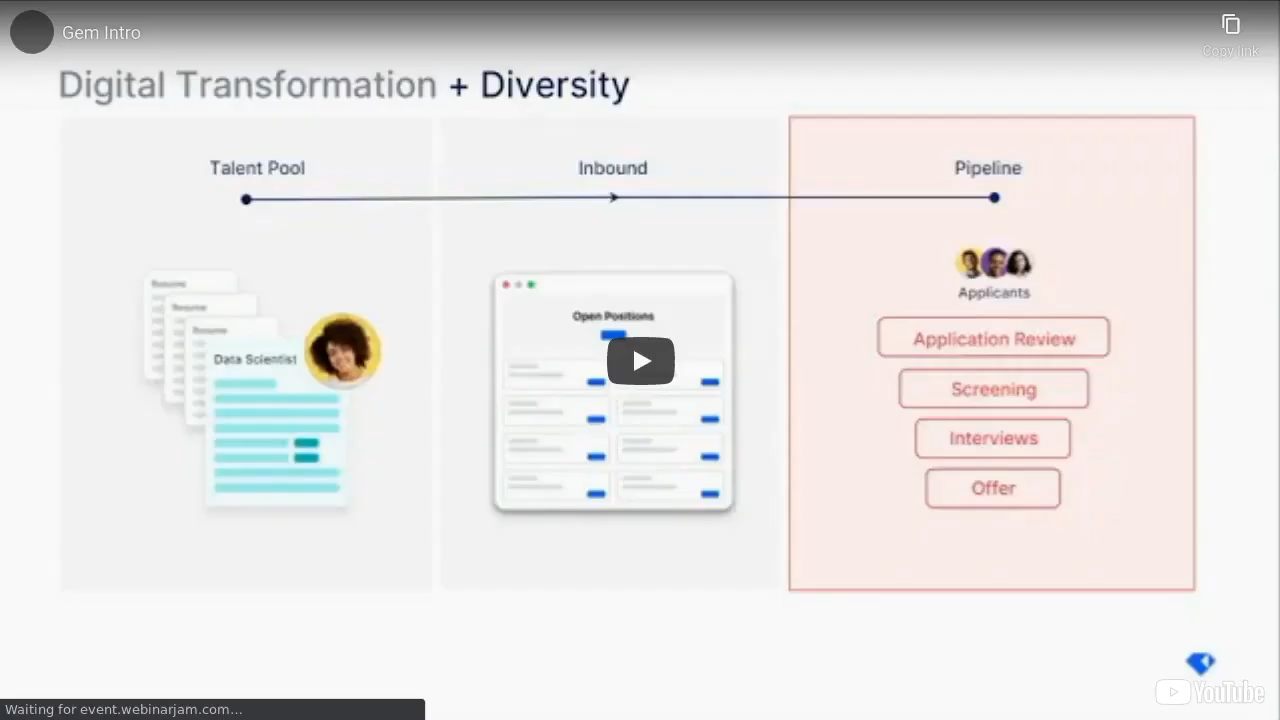 Gem Intro
Copy link
Digital Transformation + Diversity
Talent Pool
Inbound
Pipeline
Resume
Resume
Resume
Data Scientist
Open Positions
Applicants
Application Review
Screening
Interviews
Offer
YouTube
Waiting for event.webinarjam.com...